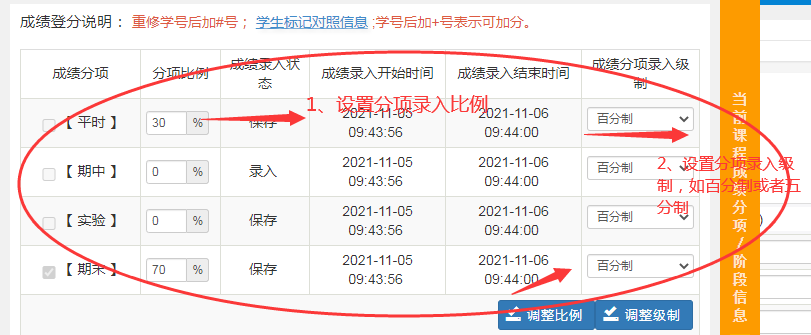 成绩登分说明： 重修学号后加#号； 学生标记对照信息 ;学号后加+号表示可加分。
成绩分项 分项比例 成绩录入状态 成绩录入开始时间 成绩录入结束时间 成绩分项录入级制
【 平时 】 30 % 保存 2021-11-05 09:43:56 2021-11-06 09:44:00 百分制
1、设置分项录入比例
【 期中 】 0 % 录入 2021-11-05 09:43:56 2021-11-06 09:44:00 百分制
2、设置分项录入级
制，如百分制或者五
分制
【 实验 】 0 % 保存 2021-11-05 09:43:56 2021-11-06 09:44:00 百分制
【 期末 】 70 % 保存 2021-11-05 09:43:56 2021-11-06 09:44:00 百分制
调整比例 调整级制
当前课程成绩分项/阶段信息